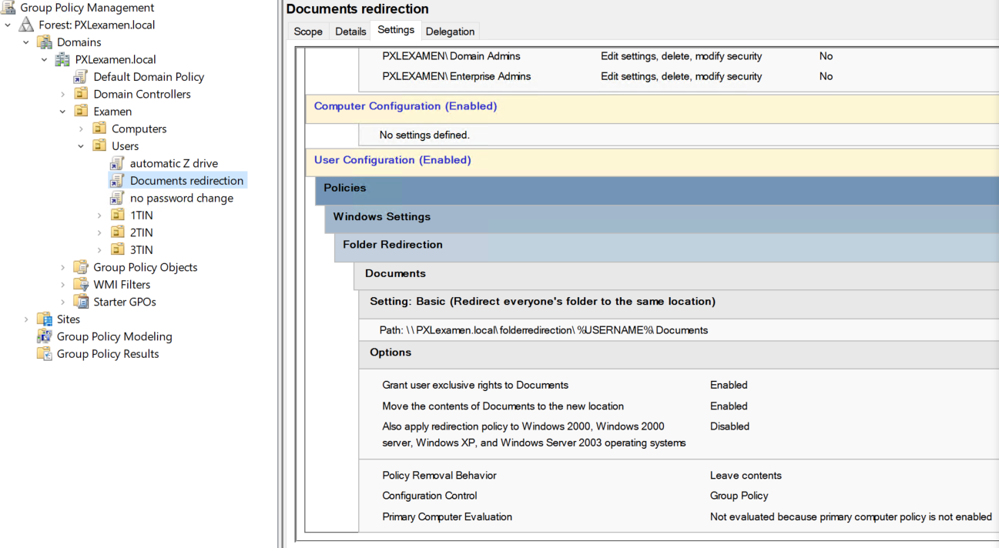 Group Policy Management
Forest: PXLexamen.local
Domains
PXLexamen.local
Default Domain Policy
Domain Controllers
Examen
Computers
Users
automatic Z drive
Documents redirection
no password change
1TIN
2TIN
3TIN
Group Policy Objects
WMI Filters
Starter GPOs
Sites
Group Policy Modeling
Group Policy Results
Documents redirection
Scope Details Settings Delegation
PXLEXAMEN\Domain Admins Edit settings, delete, modify security No
PXLEXAMEN\Enterprise Admins Edit settings, delete, modify security No
Computer Configuration (Enabled)
No settings defined.
User Configuration (Enabled)
Policies
Windows Settings
Folder Redirection
Documents
Setting: Basic (Redirect everyone's folder to the same location)
Path: \\PXLexamen.local\folderredirection\%USERNAME%\Documents
Options
Grant user exclusive rights to Documents Enabled
Move the contents of Documents to the new location Enabled
Also apply redirection policy to Windows 2000, Windows 2000 Disabled
server, Windows XP, and Windows Server 2003 operating systems
Policy Removal Behavior Leave contents
Configuration Control Group Policy
Primary Computer Evaluation Not evaluated because primary computer policy is not enabled